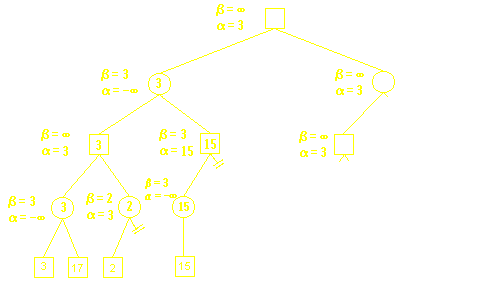 β = ∞
α = 3
β = 3
α = -∞
3
β = ∞
α = 3
β = ∞
α = 3
3
β = 3
α = 15
15
β = ∞
α = 3
β = 3
α = -∞
3
β = 2
α = 3
2
β = 3
α = -∞
15
3
17
2
15